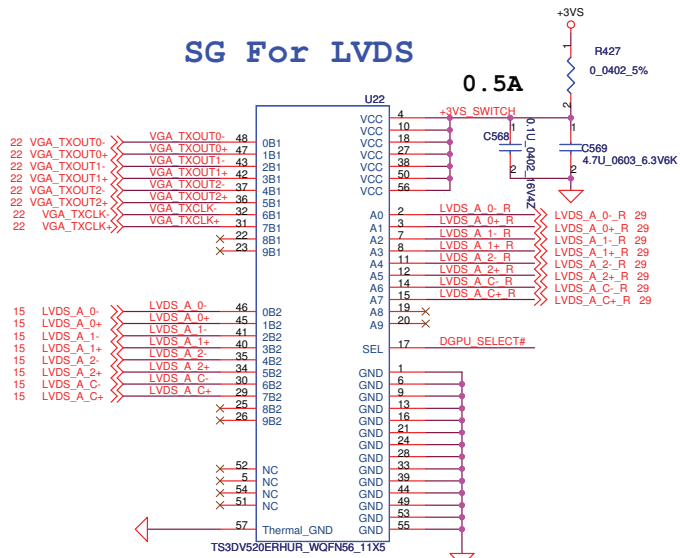 SG For LVDS
+3VS
1
R427
0_0402_5%
2
0.5A
U22
+3VS_SWITCH
C568
0.1U_0402_16V4Z
1
2
C569
4.7U_0603_6.3V6K
1
2
22 VGA_TXOUT0- VGA_TXOUT0- 48 0B1
22 VGA_TXOUT0+ VGA_TXOUT0+ 47 1B1
22 VGA_TXOUT1- VGA_TXOUT1- 43 2B1
22 VGA_TXOUT1+ VGA_TXOUT1+ 42 3B1
22 VGA_TXOUT2- VGA_TXOUT2- 37 4B1
22 VGA_TXOUT2+ VGA_TXOUT2+ 36 5B1
22 VGA_TXCLK- VGA_TXCLK- 32 6B1
22 VGA_TXCLK+ VGA_TXCLK+ 31 7B1
22 8B1
23 9B1
15 LVDS_A_0- LVDS_A_0- 46 0B2
15 LVDS_A_0+ LVDS_A_0+ 45 1B2
15 LVDS_A_1- LVDS_A_1- 41 2B2
15 LVDS_A_1+ LVDS_A_1+ 40 3B2
15 LVDS_A_2- LVDS_A_2- 35 4B2
15 LVDS_A_2+ LVDS_A_2+ 34 5B2
15 LVDS_A_C- LVDS_A_C- 30 6B2
15 LVDS_A_C+ LVDS_A_C+ 29 7B2
25 8B2
26 9B2
52 NC
5 NC
54 NC
51 NC
57 Thermal_GND
VCC 4
VCC 10
VCC 18
VCC 27
VCC 38
VCC 50
VCC 56
A0 2 LVDS_A_0-_R LVDS_A_0-_R 29
A1 3 LVDS_A_0+_R LVDS_A_0+_R 29
A2 7 LVDS_A_1-_R LVDS_A_1-_R 29
A3 8 LVDS_A_1+_R LVDS_A_1+_R 29
A4 11 LVDS_A_2-_R LVDS_A_2-_R 29
A5 12 LVDS_A_2+_R LVDS_A_2+_R 29
A6 14 LVDS_A_C-_R LVDS_A_C-_R 29
A7 15 LVDS_A_C+_R LVDS_A_C+_R 29
A8 19
A9 20
SEL 17 DGPU_SELECT#
GND 1
GND 6
GND 9
GND 13
GND 16
GND 21
GND 24
GND 28
GND 33
GND 39
GND 44
GND 49
GND 53
GND 55
TS3DV520ERHUR_WQFN56_11X5